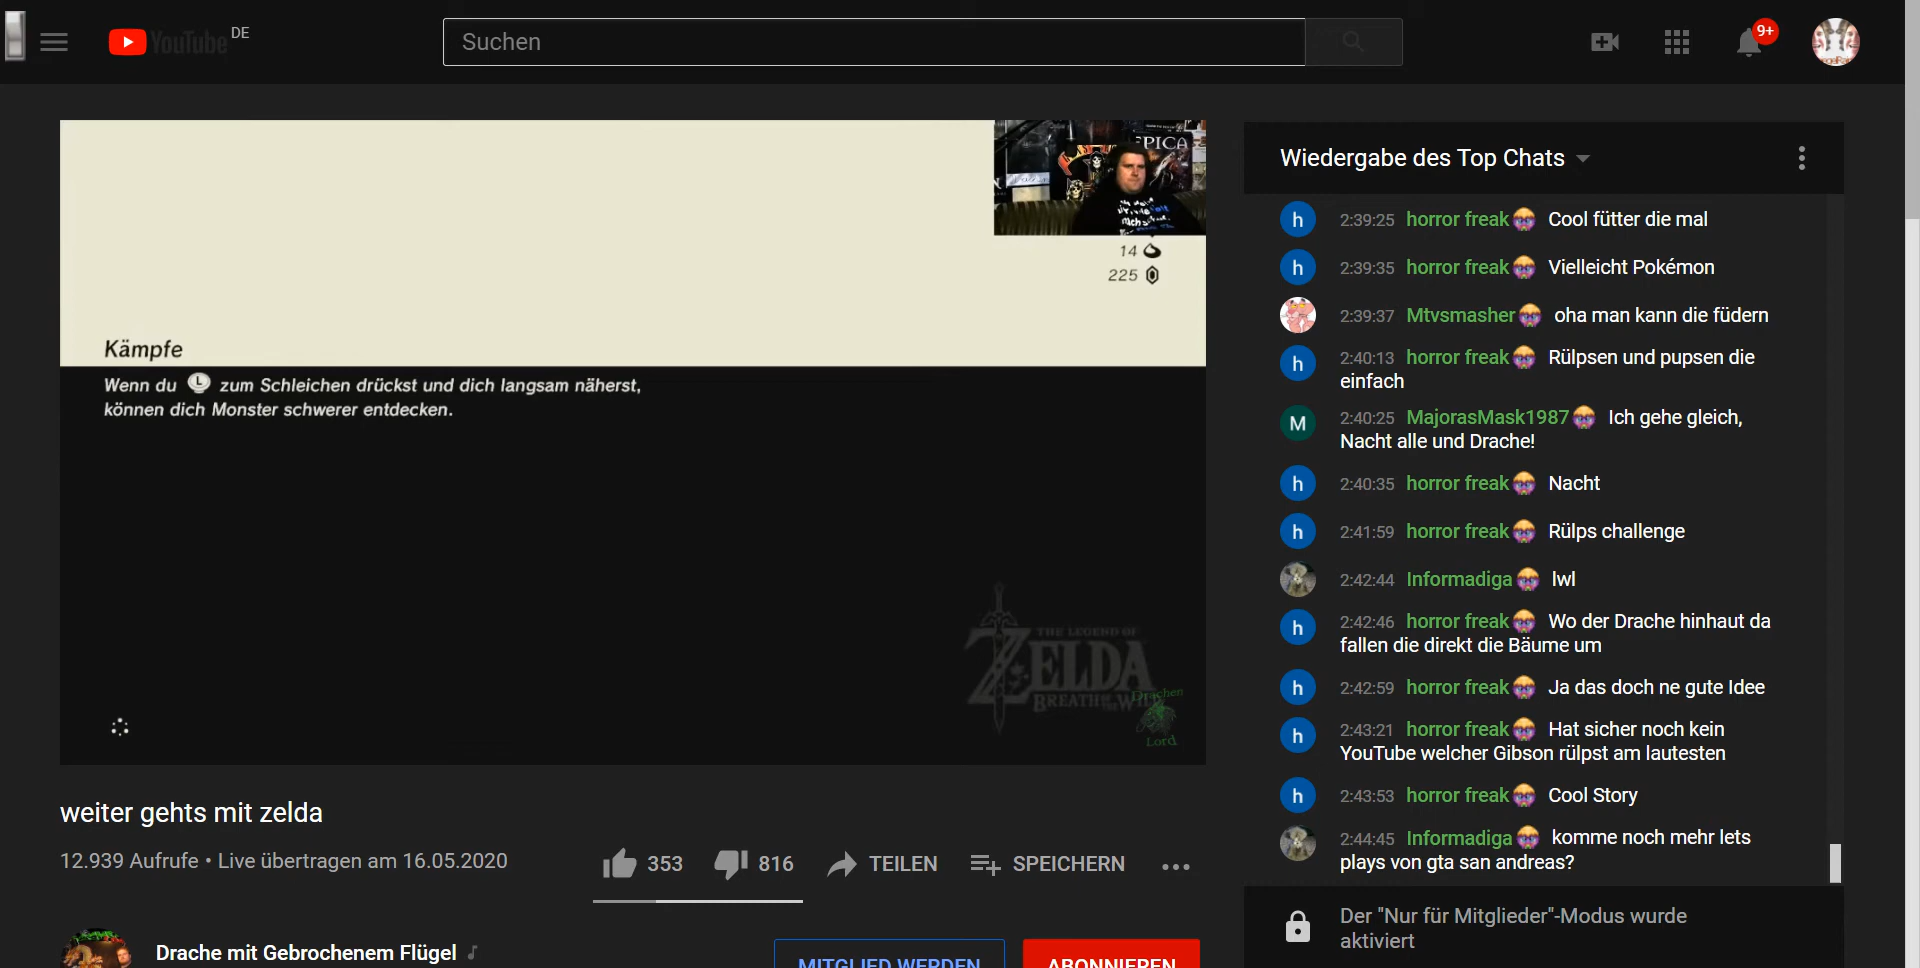 YouTube DE
Suchen
9+
EPICA
14
225
Kämpfe
Wenn du L zum Schleichen drückst und dich langsam näherst,
können dich Monster schwerer entdecken.
THE LEGEND OF
ZELDA
BREATH OF THE WILD
Drachen
Lord
weiter gehts mit zelda
12.939 Aufrufe • Live übertragen am 16.05.2020
353
816
TEILEN
SPEICHERN
Drache mit Gebrochenem Flügel
MITGLIED WERDEN
ABONNIEREN
Wiedergabe des Top Chats
h 2:39:25 horror freak Cool fütter die mal
h 2:39:35 horror freak Vielleicht Pokémon
2:39:37 Mtvsmasher oha man kann die füdern
h 2:40:13 horror freak Rülpsen und pupsen die
einfach
M 2:40:25 MajorasMask1987 Ich gehe gleich,
Nacht alle und Drache!
h 2:40:35 horror freak Nacht
h 2:41:59 horror freak Rülps challenge
2:42:44 Informadiga lwl
h 2:42:46 horror freak Wo der Drache hinhaut da
fallen die direkt die Bäume um
h 2:42:59 horror freak Ja das doch ne gute Idee
h 2:43:21 horror freak Hat sicher noch kein
YouTube welcher Gibson rülpst am lautesten
h 2:43:53 horror freak Cool Story
2:44:45 Informadiga komme noch mehr lets
plays von gta san andreas?
Der "Nur für Mitglieder"-Modus wurde
aktiviert